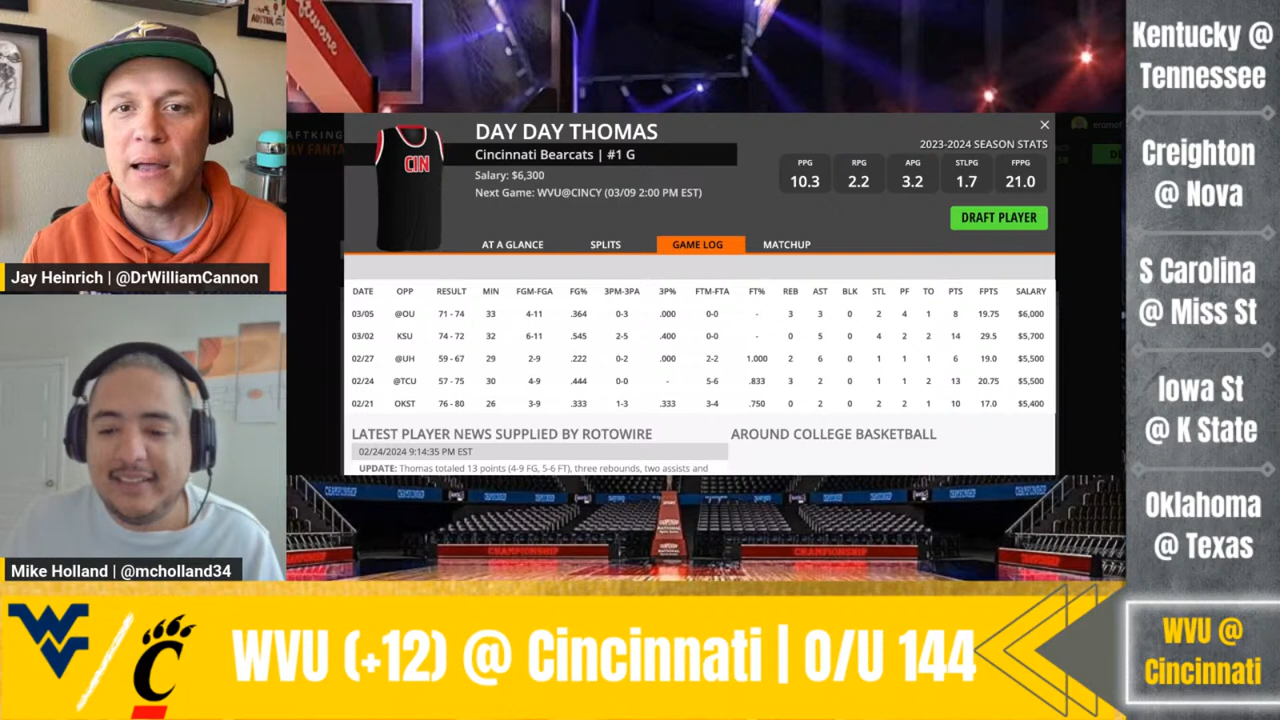 AUSTIN,
ftware
Jay Heinrich | @DrWilliamCannon
Mike Holland | @mcholland34
AFTKING
LY FANTA
DAY DAY THOMAS
Cincinnati Bearcats | #1 G
Salary: $6,300
Next Game: WVU@CINCY (03/09 2:00 PM EST)
CIN
2023-2024 SEASON STATS
PPG RPG APG STLPG FPPG
10.3 2.2 3.2 1.7 21.0
DRAFT PLAYER
AT A GLANCE SPLITS GAME LOG MATCHUP
DATE OPP RESULT MIN FGM-FGA FG% 3PM-3PA 3P% FTM-FTA FT% REB AST BLK STL PF TO PTS FPTS SALARY
03/05 @OU 71 - 74 33 4-11 .364 0-3 .000 0-0 - 3 3 0 2 4 1 8 19.75 $6,000
03/02 KSU 74 - 72 32 6-11 .545 2-5 .400 0-0 - 0 5 0 4 2 2 14 29.5 $5,700
02/27 @UH 59 - 67 29 2-9 .222 0-2 .000 2-2 1.000 2 6 0 1 1 1 6 19.0 $5,500
02/24 @TCU 57 - 75 30 4-9 .444 0-0 - 5-6 .833 3 2 0 1 1 2 13 20.75 $5,500
02/21 OKST 76 - 80 26 3-9 .333 1-3 .333 3-4 .750 0 2 0 2 2 1 10 17.0 $5,400
LATEST PLAYER NEWS SUPPLIED BY ROTOWIRE
02/24/2024 9:14:35 PM EST
UPDATE: Thomas totaled 13 points (4-9 FG, 5-6 FT), three rebounds, two assists and
AROUND COLLEGE BASKETBALL
CHAMPIONSHIP
CHAMPIONSHIP
WV
C
WVU (+12) @ Cincinnati | O/U 144
Kentucky @
Tennessee
Creighton
@ Nova
S Carolina
@ Miss St
Iowa St
@ K State
Oklahoma
@ Texas
WVU @
Cincinnati